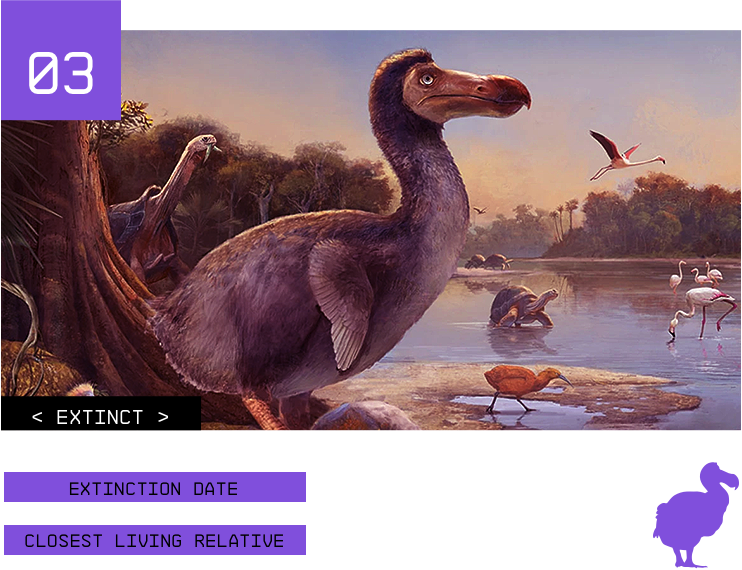 03
< EXTINCT >
EXTINCTION DATE
CLOSEST LIVING RELATIVE